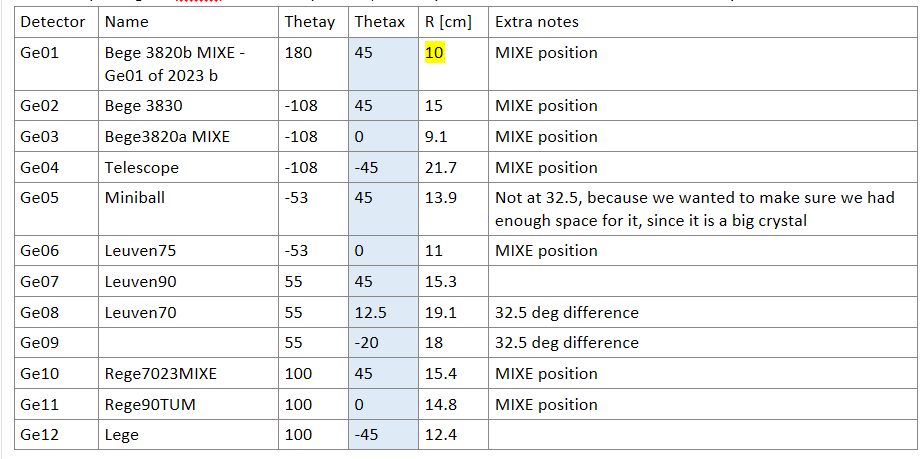 Detector Name Thetay Thetax R [cm] Extra notes
Ge01 Bege 3820b MIXE - 180 45 10 MIXE position
Ge01 of 2023 b
Ge02 Bege 3830 -108 45 15 MIXE position
Ge03 Bege3820a MIXE -108 0 9.1 MIXE position
Ge04 Telescope -108 -45 21.7 MIXE position
Ge05 Miniball -53 45 13.9 Not at 32.5, because we wanted to make sure we had
enough space for it, since it is a big crystal
Ge06 Leuven75 -53 0 11 MIXE position
Ge07 Leuven90 55 45 15.3
Ge08 Leuven70 55 12.5 19.1 32.5 deg difference
Ge09 55 -20 18 32.5 deg difference
Ge10 Rege7023MIXE 100 45 15.4 MIXE position
Ge11 Rege90TUM 100 0 14.8 MIXE position
Ge12 Lege 100 -45 12.4